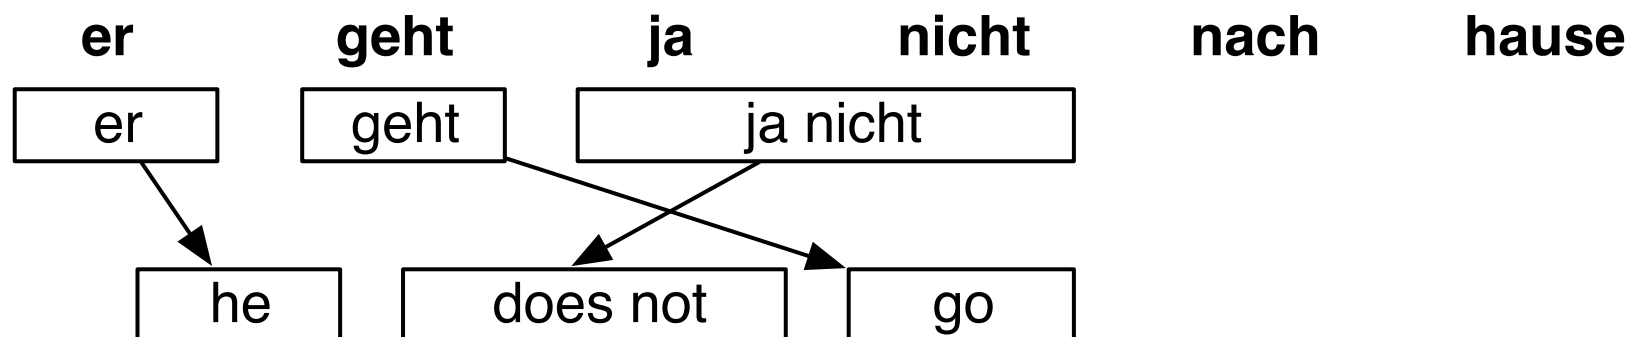 er geht ja nicht nach hause
er geht ja nicht
he does not go